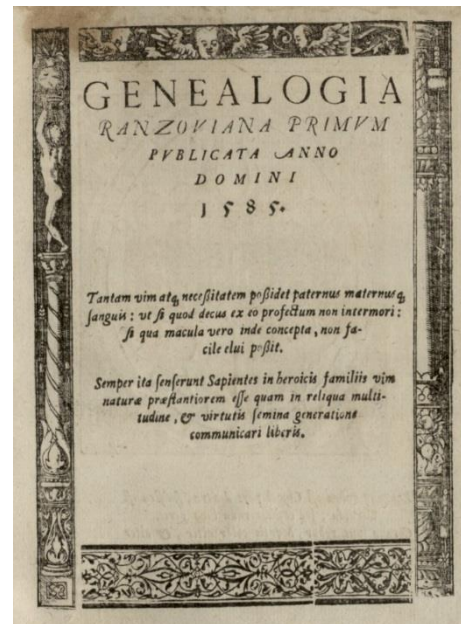 GENEALOGIA
RANZOVIANA PRIMVM
PVBLICATA ANNO
DOMINI
1585.
Tantam vim atq, neceßitatem poßidet paternus maternusq,
sanguis : vt si quod decus ex eo profectum non intermori :
si qua macula vero inde concepta, non fa-
cile elui poßit.
Semper ita senserunt Sapientes in heroicis familiis vim
naturæ præstantiorem esse quam in reliqua multi-
tudine, & virtutis semina generatione
communicari liberis.